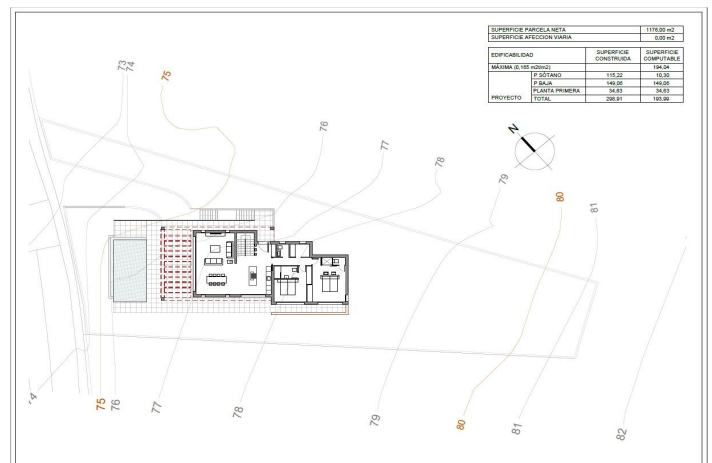 SUPERFICIE PARCELA NETA 1176,00 m2
SUPERFICIE AFECCION VIARIA 0,00 m2
EDIFICABILIDAD SUPERFICIE CONSTRUIDA SUPERFICIE COMPUTABLE
MÁXIMA (0,165 m2t/m2) 194,04
PROYECTO
P SÓTANO 115,22 10,30
P BAJA 149,06 149,06
PLANTA PRIMERA 34,63 34,63
TOTAL 298,91 193,99
N
73
74
75
76
77
78
79
80
81
74
75
76
77
78
79
80
81
82